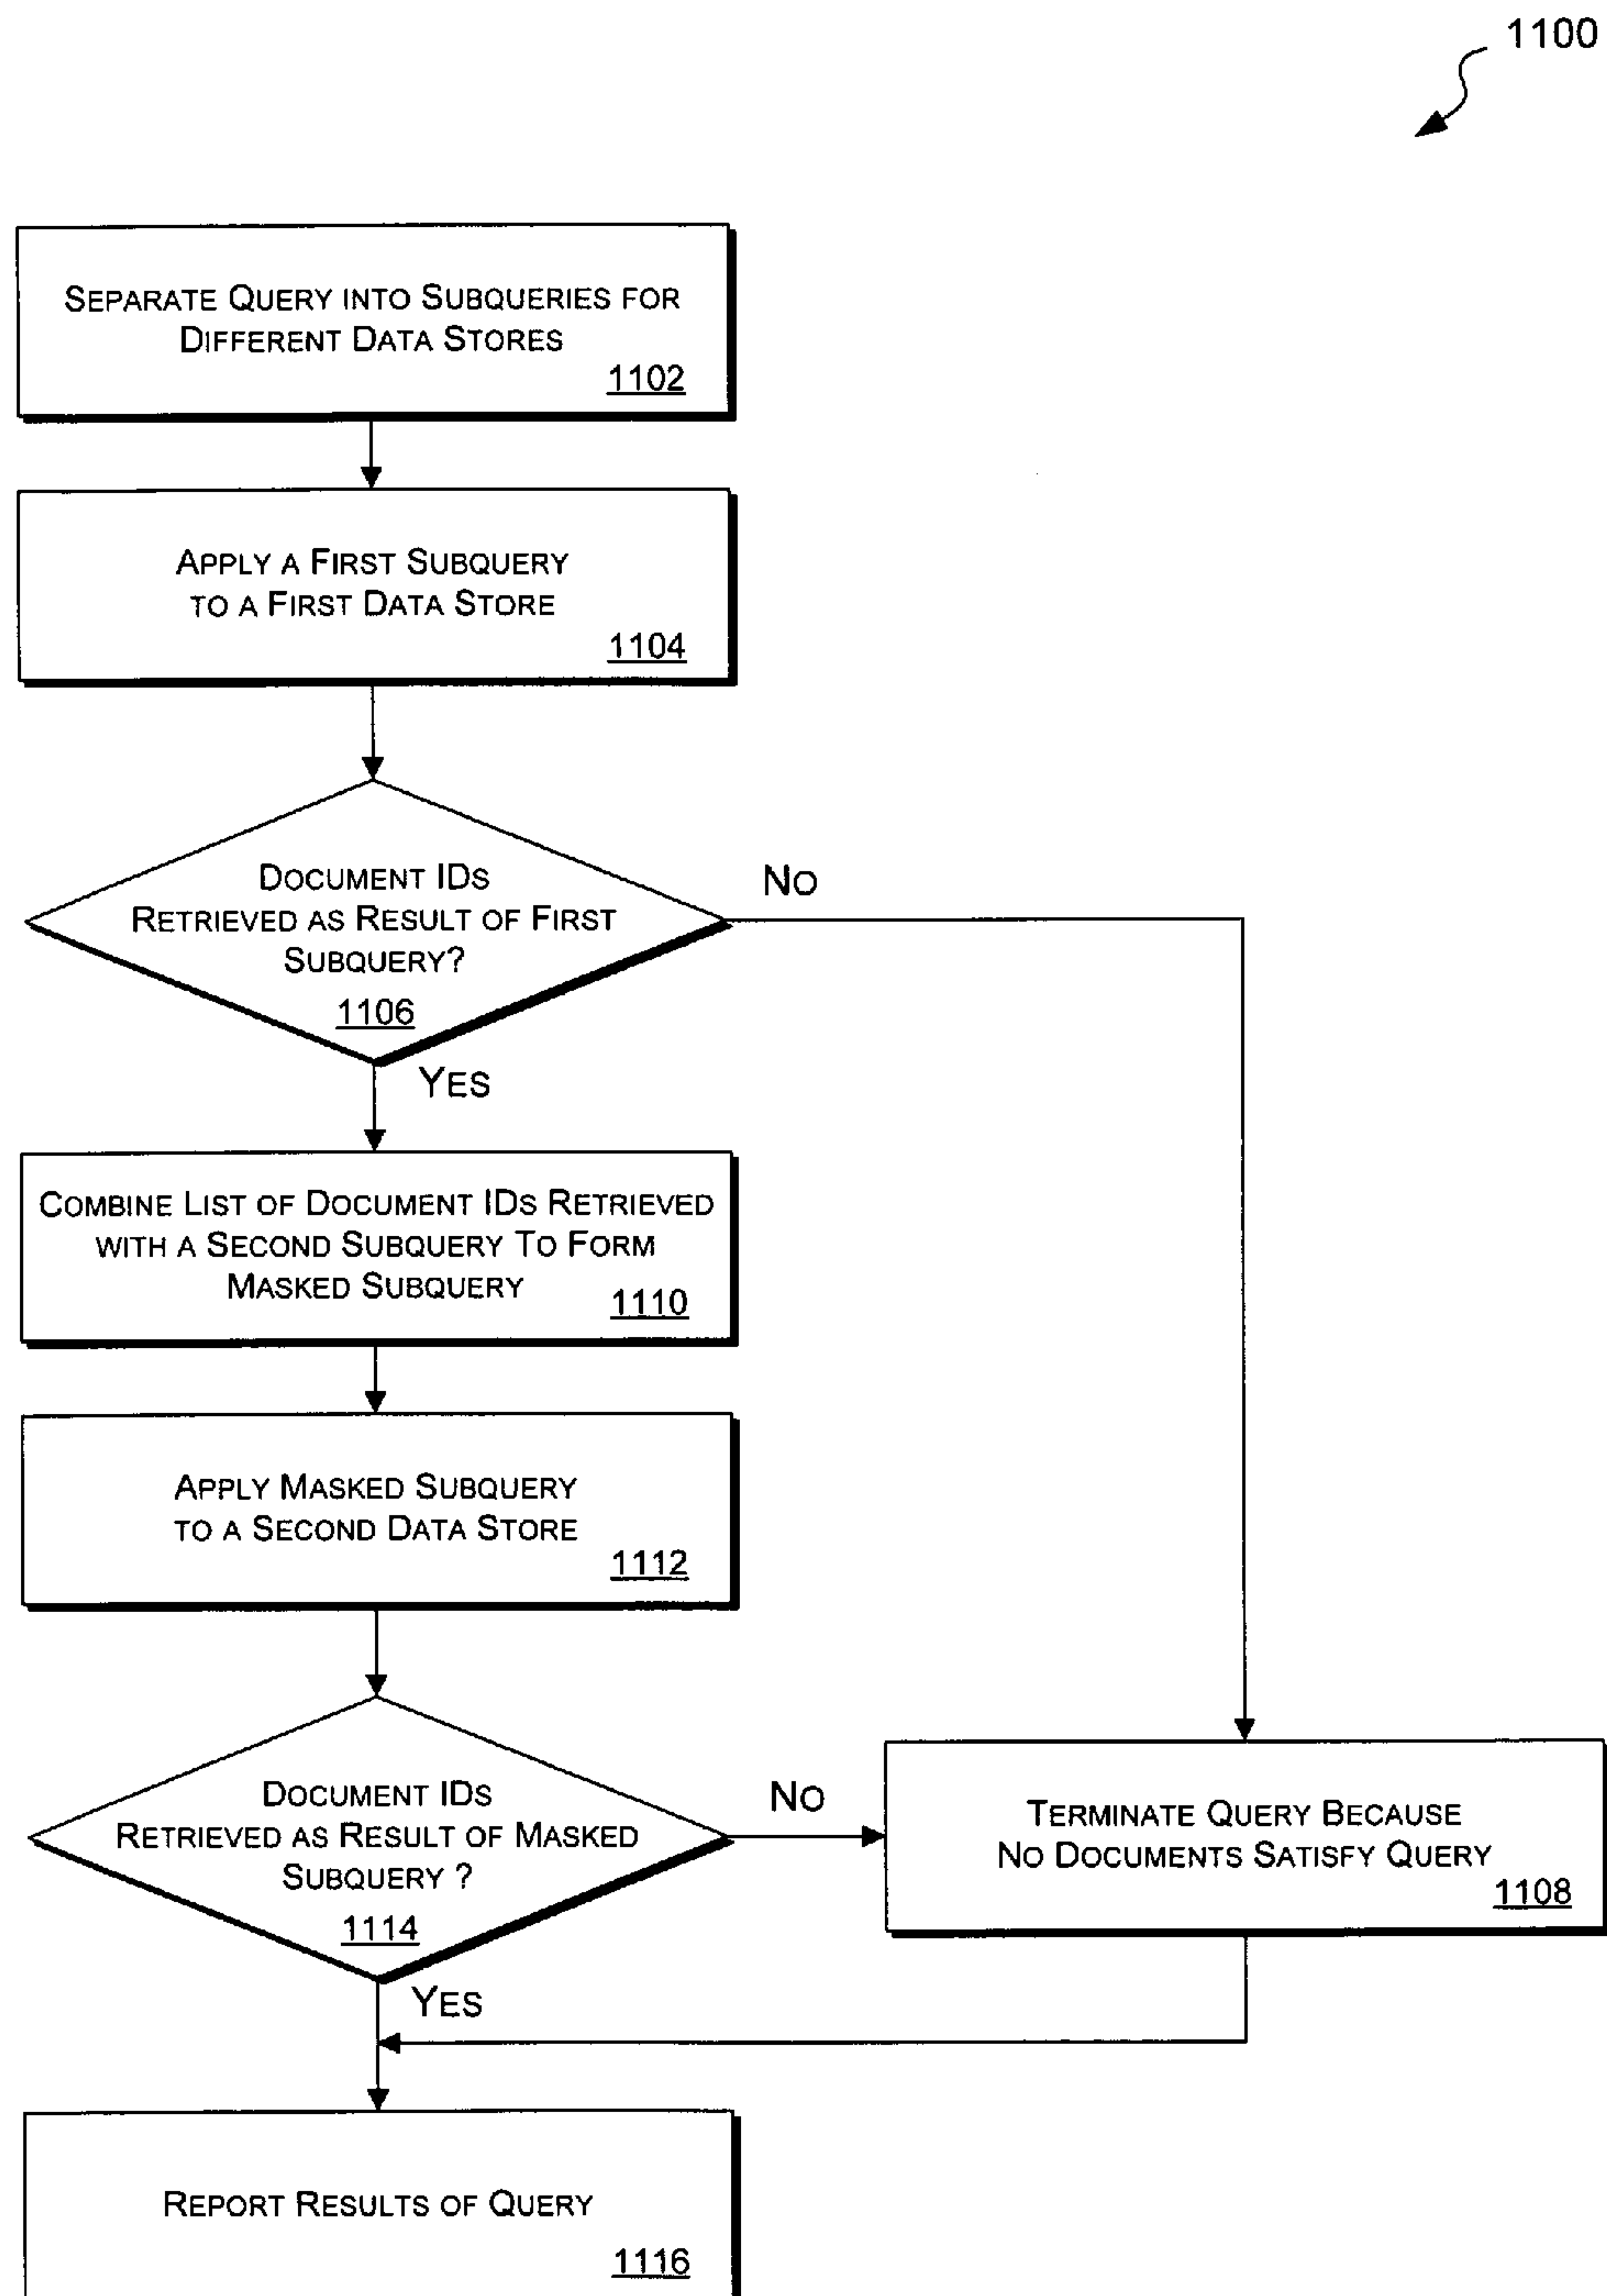 1100
SEPARATE QUERY INTO SUBQUERIES FOR
DIFFERENT DATA STORES
1102
APPLY A FIRST SUBQUERY
TO A FIRST DATA STORE
1104
DOCUMENT IDS
RETRIEVED AS RESULT OF FIRST
SUBQUERY?
1106
NO
YES
COMBINE LIST OF DOCUMENT IDS RETRIEVED
WITH A SECOND SUBQUERY TO FORM
MASKED SUBQUERY
1110
APPLY MASKED SUBQUERY
TO A SECOND DATA STORE
1112
DOCUMENT IDS
RETRIEVED AS RESULT OF MASKED
SUBQUERY ?
1114
NO
YES
TERMINATE QUERY BECAUSE
NO DOCUMENTS SATISFY QUERY
1108
REPORT RESULTS OF QUERY
1116